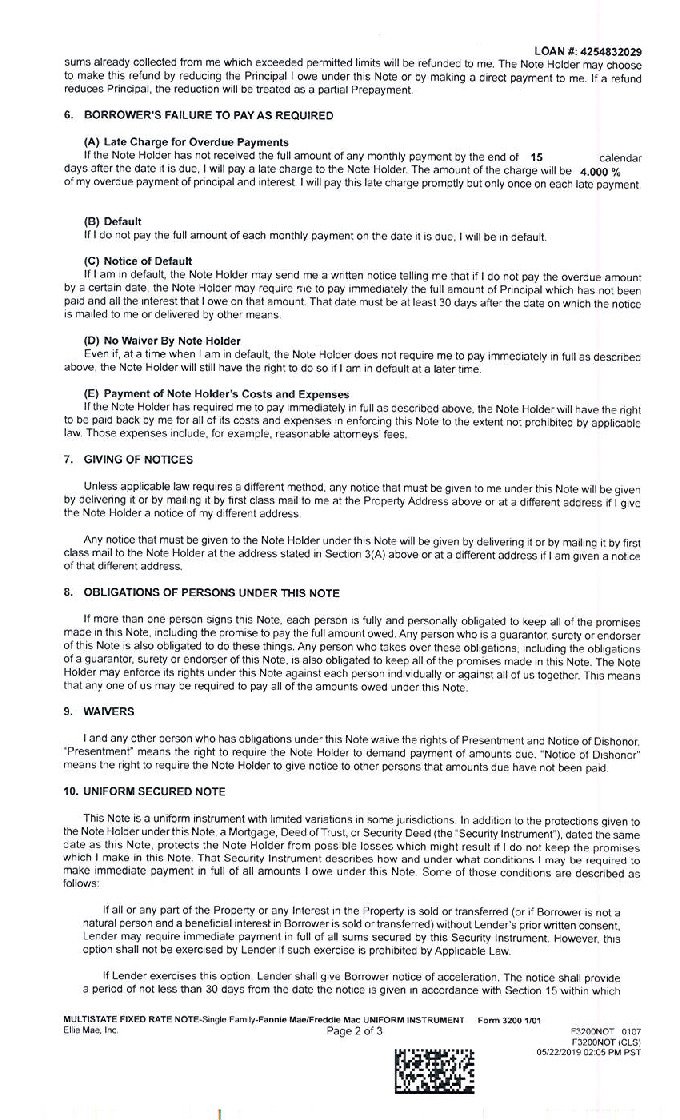 LOAN #: 4254832029
sums already collected from me which exceeded permitted limits will be refunded to me. The Note Holder may choose
to make this refund by reducing the Principal I owe under this Note or by making a direct payment to me. If a refund
reduces Principal, the reduction will be treated as a partial Prepayment.
6. BORROWER'S FAILURE TO PAY AS REQUIRED
(A) Late Charge for Overdue Payments
If the Note Holder has not received the full amount of any monthly payment by the end of 15 calendar
days after the date it is due, I will pay a late charge to the Note Holder. The amount of the charge will be 4.000 %
of my overdue payment of principal and interest. I will pay this late charge promptly but only once on each late payment.
(B) Default
If I do not pay the full amount of each monthly payment on the date it is due, I will be in default.
(C) Notice of Default
If I am in default, the Note Holder may send me a written notice telling me that if I do not pay the overdue amount
by a certain date, the Note Holder may require me to pay immediately the full amount of Principal which has not been
paid and all the interest that I owe on that amount. That date must be at least 30 days after the date on which the notice
is mailed to me or delivered by other means.
(D) No Waiver By Note Holder
Even if, at a time when I am in default, the Note Holder does not require me to pay immediately in full as described
above, the Note Holder will still have the right to do so if I am in default at a later time.
(E) Payment of Note Holder's Costs and Expenses
If the Note Holder has required me to pay immediately in full as described above, the Note Holder will have the right
to be paid back by me for all of its costs and expenses in enforcing this Note to the extent not prohibited by applicable
law. Those expenses include, for example, reasonable attorneys' fees.
7. GIVING OF NOTICES
Unless applicable law requires a different method, any notice that must be given to me under this Note will be given
by delivering it or by mailing it by first class mail to me at the Property Address above or at a different address if I give
the Note Holder a notice of my different address.
Any notice that must be given to the Note Holder under this Note will be given by delivering it or by mailing it by first
class mail to the Note Holder at the address stated in Section 3(A) above or at a different address if I am given a notice
of that different address.
8. OBLIGATIONS OF PERSONS UNDER THIS NOTE
If more than one person signs this Note, each person is fully and personally obligated to keep all of the promises
made in this Note, including the promise to pay the full amount owed. Any person who is a guarantor, surety or endorser
of this Note is also obligated to do these things. Any person who takes over these obligations, including the obligations
of a guarantor, surety or endorser of this Note, is also obligated to keep all of the promises made in this Note. The Note
Holder may enforce its rights under this Note against each person individually or against all of us together. This means
that any one of us may be required to pay all of the amounts owed under this Note.
9. WAIVERS
I and any other person who has obligations under this Note waive the rights of Presentment and Notice of Dishonor.
"Presentment" means the right to require the Note Holder to demand payment of amounts due. "Notice of Dishonor"
means the right to require the Note Holder to give notice to other persons that amounts due have not been paid.
10. UNIFORM SECURED NOTE
This Note is a uniform instrument with limited variations in some jurisdictions. In addition to the protections given to
the Note Holder under this Note, a Mortgage, Deed of Trust, or Security Deed (the "Security Instrument"), dated the same
date as this Note, protects the Note Holder from possible losses which might result if I do not keep the promises
which I make in this Note. That Security Instrument describes how and under what conditions I may be required to
make immediate payment in full of all amounts I owe under this Note. Some of those conditions are described as
follows:
If all or any part of the Property or any Interest in the Property is sold or transferred (or if Borrower is not a
natural person and a beneficial interest in Borrower is sold or transferred) without Lender's prior written consent,
Lender may require immediate payment in full of all sums secured by this Security Instrument. However, this
option shall not be exercised by Lender if such exercise is prohibited by Applicable Law.
If Lender exercises this option, Lender shall give Borrower notice of acceleration. The notice shall provide
a period of not less than 30 days from the date the notice is given in accordance with Section 15 within which
MULTISTATE FIXED RATE NOTE-Single Family-Fannie Mae/Freddie Mac UNIFORM INSTRUMENT Form 3200 1/01
Ellie Mae, Inc. Page 2 of 3 F3200NOT 0107
F3200NOT (CLS)
05/22/2019 02:05 PM PST